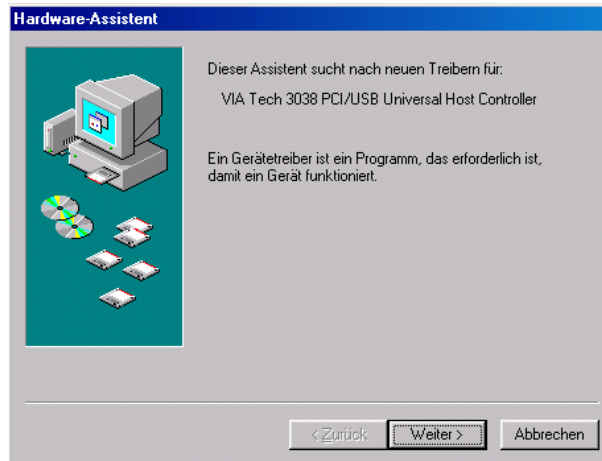 Hardware-Assistent
Dieser Assistent sucht nach neuen Treibern für:
VIA Tech 3038 PCI/USB Universal Host Controller
Ein Gerätetreiber ist ein Programm, das erforderlich ist,
damit ein Gerät funktioniert.
< Zurück
Weiter >
Abbrechen